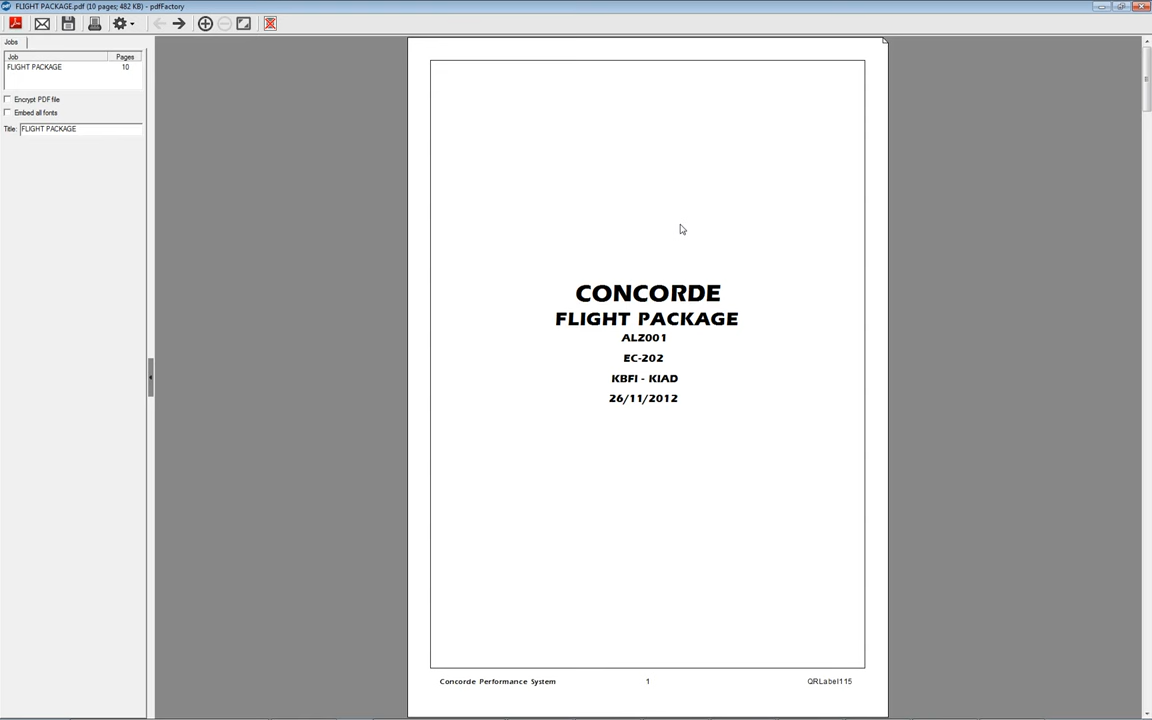 FLIGHT PACKAGE.pdf (10 pages; 482 KB) - pdfFactory
Jobs
Job Pages
FLIGHT PACKAGE 10
Encrypt PDF file
Embed all fonts
Title: FLIGHT PACKAGE
CONCORDE
FLIGHT PACKAGE
ALZ001
EC-202
KBFI - KIAD
26/11/2012
Concorde Performance System 1 QRLabel115